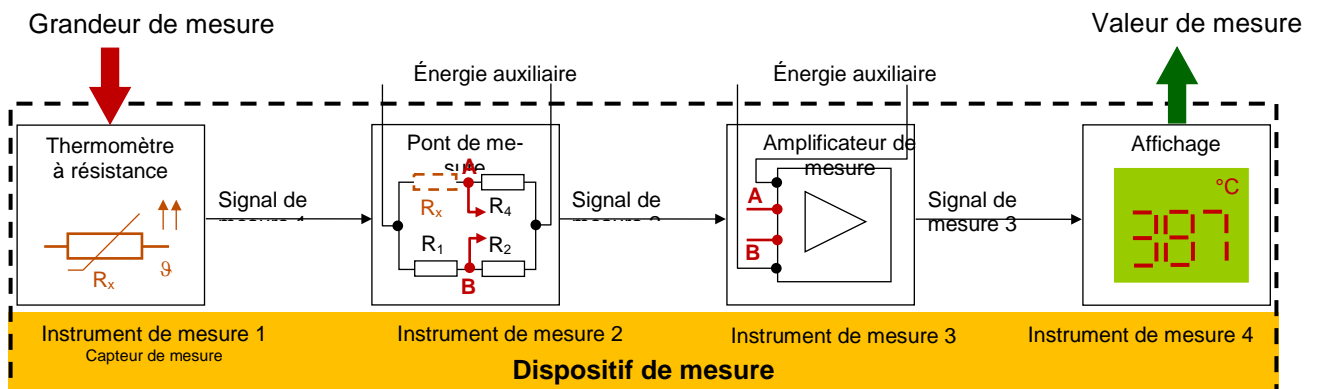 Grandeur de mesure
Valeur de mesure
Énergie auxiliaire
Énergie auxiliaire
Thermomètre
à résistance
Rx
ϑ
Signal de
Pont de me-
sure
A
Rx
R4
R1
R2
B
Signal de
Amplificateur de
mesure
A
B
Signal de
mesure 3
Affichage
°C
387
Instrument de mesure 1
Capteur de mesure
Instrument de mesure 2
Instrument de mesure 3
Instrument de mesure 4
Dispositif de mesure